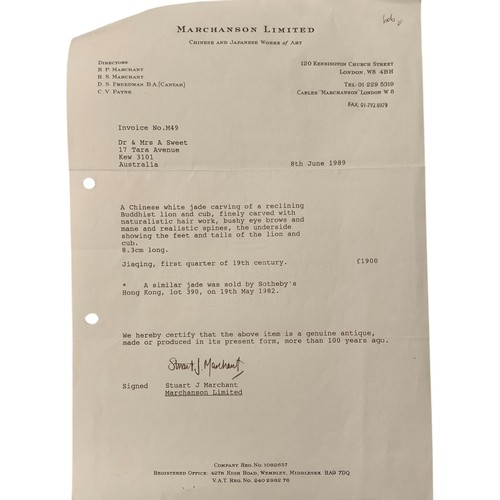 Marchanson Limited
Chinese and Japanese Works of Art
Directors
R. P. Marchant
S. J. Marchant
D. S. Freedman B.A.(Cantab)
C. V. Payne
120 Kensington Church Street
London, W8 4BH
Tel: 01-229 5319
Cables "Marchanson" London W 8
FAX. 01-792 8979
Invoice No.M49
Dr & Mrs A Sweet
17 Tara Avenue
Kew 3101
Australia
8th June 1989
A Chinese white jade carving of a reclining
Buddhist lion and cub, finely carved with
naturalistic hair work, bushy eye brows and
mane and realistic spines, the underside
showing the feet and tails of the lion and
cub.
8.3cm long.
Jiaqing, first quarter of 19th century. £1900
* A similar jade was sold by Sotheby's
Hong Kong, lot 390, on 19th May 1982.
We hereby certify that the above item is a genuine antique,
made or produced in its present form, more than 100 years ago.
Stuart J. Marchant
Signed Stuart J Marchant
Marchanson Limited
Company Reg. No: 1082637
Registered Office: 427B High Road, Wembley, Middlesex HA9 7DQ
V.A.T. Reg. No: 240 2982 76